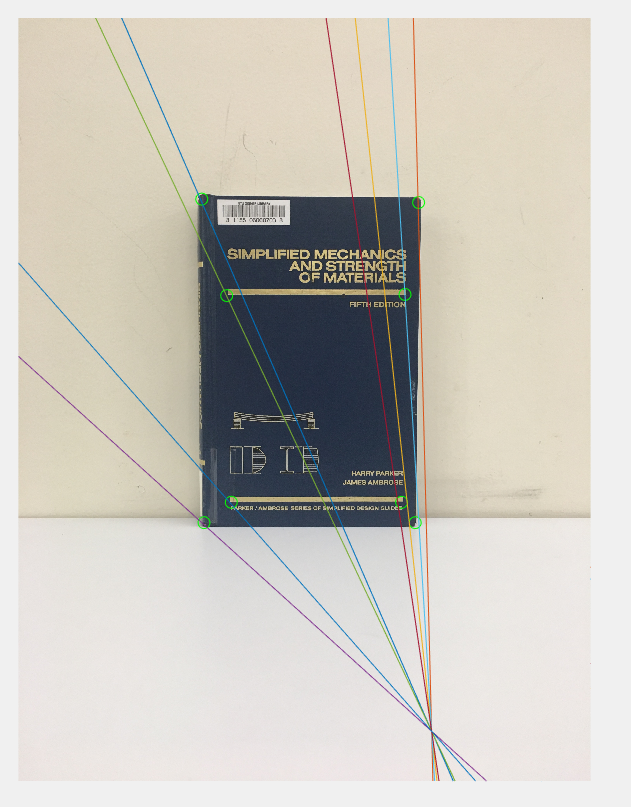 SIMPLIFIED MECHANICS
AND STRENGTH
OF MATERIALS
FIFTH EDITION
HARRY PARKER
JAMES AMBROSE
PARKER / AMBROSE SERIES OF SIMPLIFIED DESIGN GUIDES